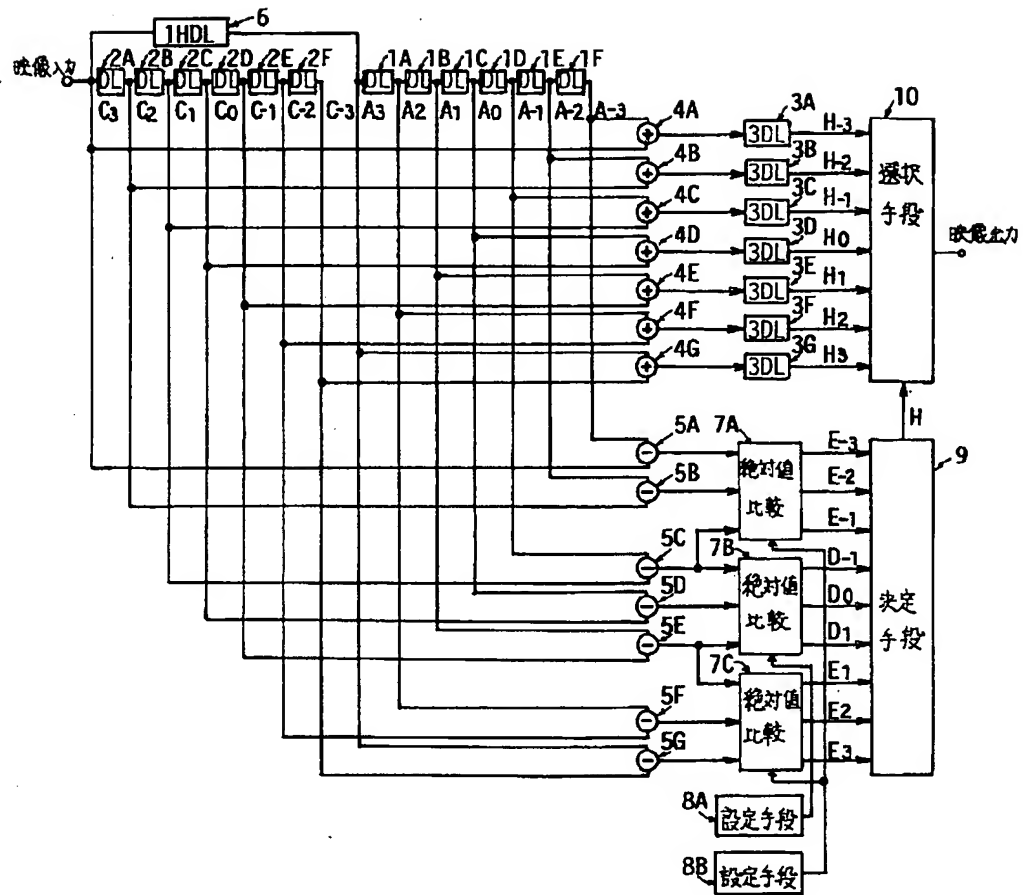 1HDL 6
映像入力
2A 2B 2C 2D 2E 2F 1A 1B 1C 1D 1E 1F
DL DL DL DL DL DL DL DL DL DL DL DL
C3 C2 C1 C0 C-1 C-2 C-3 A3 A2 A1 A0 A-1 A-2 A-3
4A 3A 3DL H-3
4B 3B 3DL H-2
4C 3C 3DL H-1
4D 3D 3DL H0
4E 3E 3DL H1
4F 3F 3DL H2
4G 3G 3DL H3
10
選択
手段
映像出力
H
9
5A 7A E-3
5B E-2
絶対値
比較
E-1
5C 7B D-1
5D D0
絶対値
比較
5E D1
決定
手段
7C E1
5F E2
絶対値
比較
5G E3
8A 設定手段
8B 設定手段